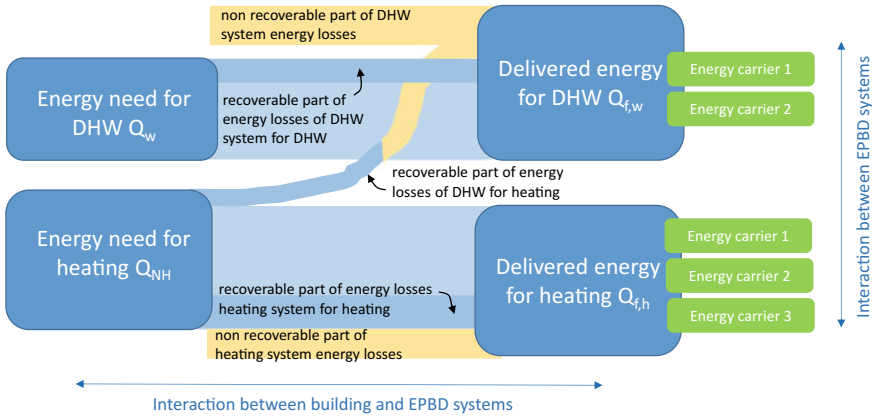 non recoverable part of DHW
system energy losses
Energy need for
DHW Qw
recoverable part of
energy losses of DHW
system for DHW
Delivered energy
for DHW Qf,w
Energy carrier 1
Energy carrier 2
recoverable part of energy
losses of DHW for heating
Energy need for
heating QNH
recoverable part of energy losses
heating system for heating
non recoverable part of
heating system energy losses
Delivered energy
for heating Qf,h
Energy carrier 1
Energy carrier 2
Energy carrier 3
Interaction between EPBD systems
Interaction between building and EPBD systems